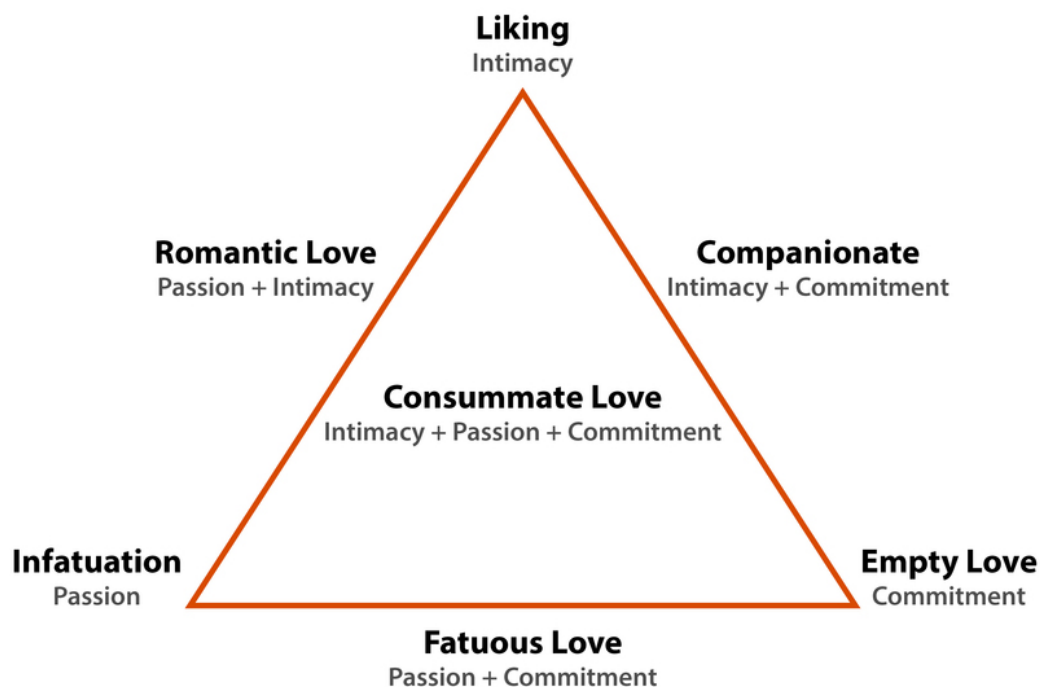 Liking
Intimacy
Romantic Love
Passion + Intimacy
Companionate
Intimacy + Commitment
Consummate Love
Intimacy + Passion + Commitment
Infatuation
Passion
Empty Love
Commitment
Fatuous Love
Passion + Commitment